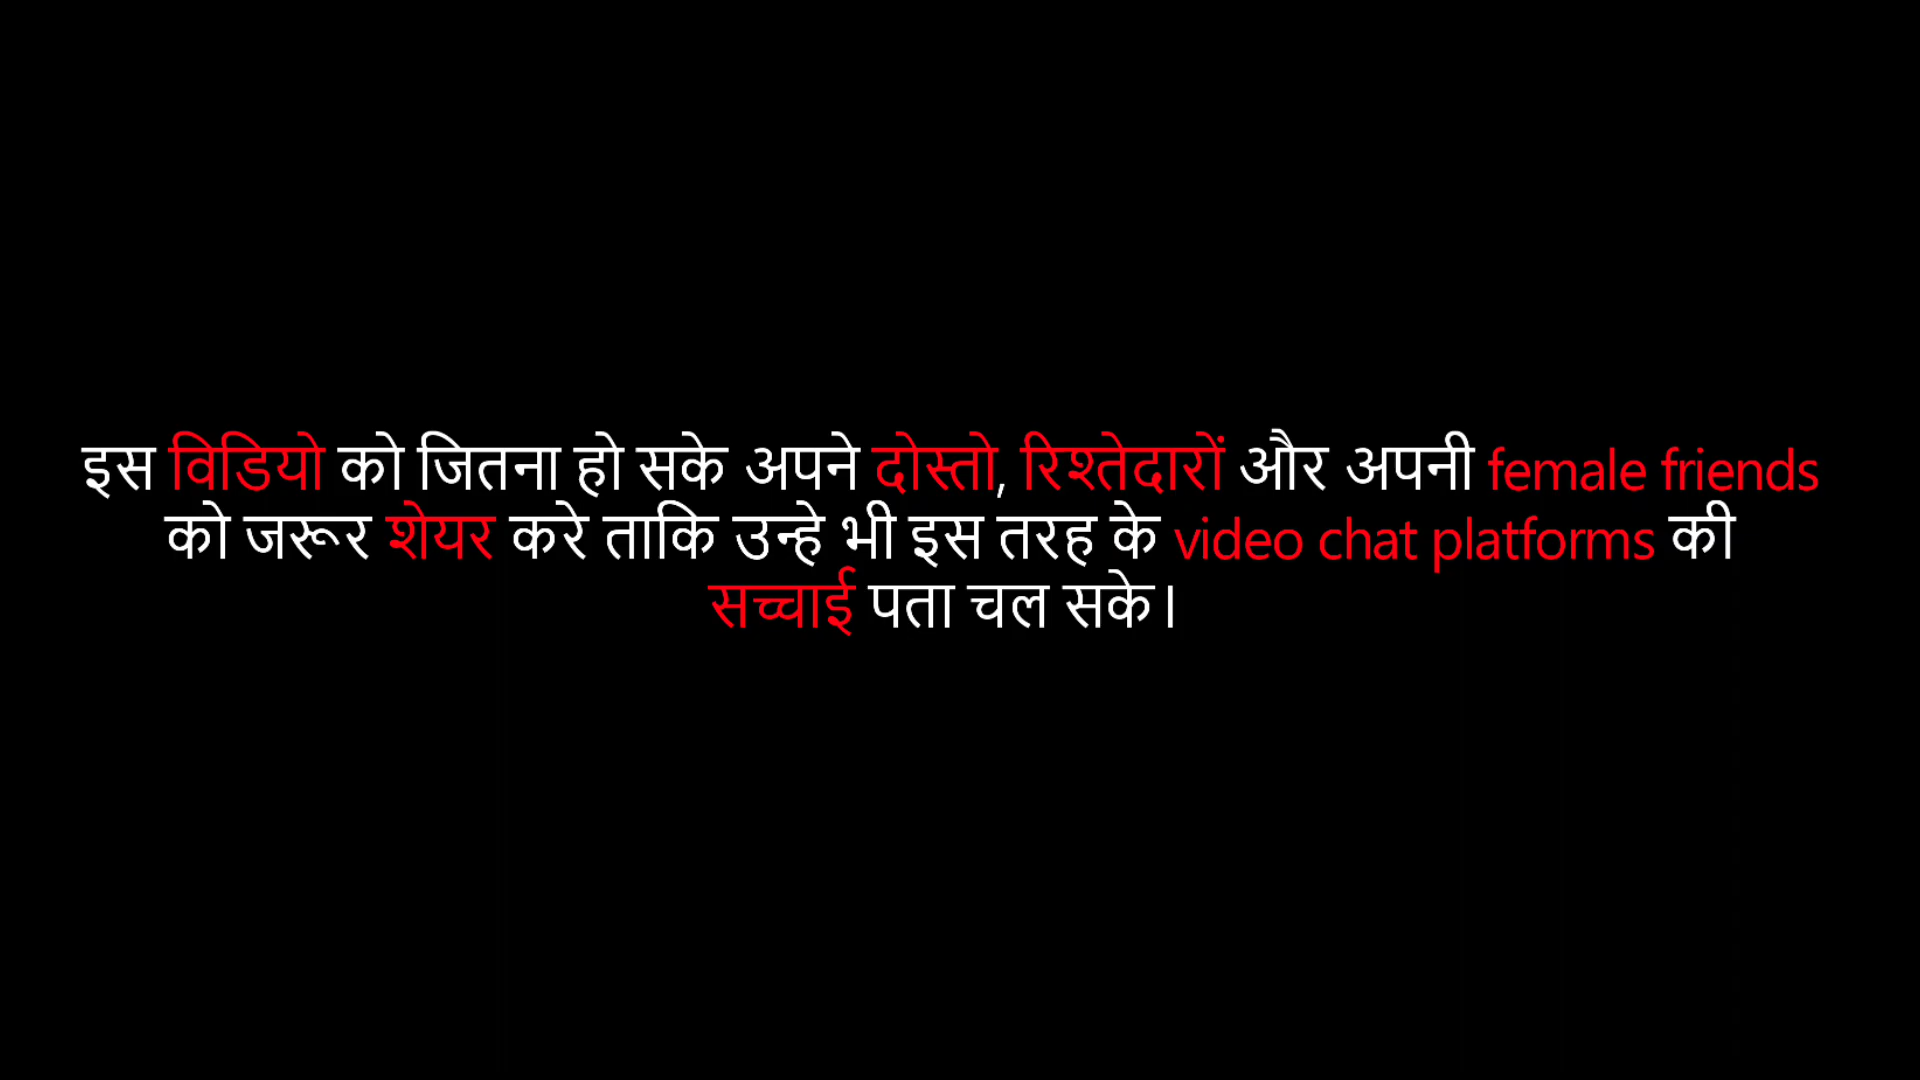 इस विडियो को जितना हो सके अपने दोस्तो, रिश्तेदारों और अपनी female friends
को जरूर शेयर करे ताकि उन्हे भी इस तरह के video chat platforms की
सच्चाई पता चल सके।